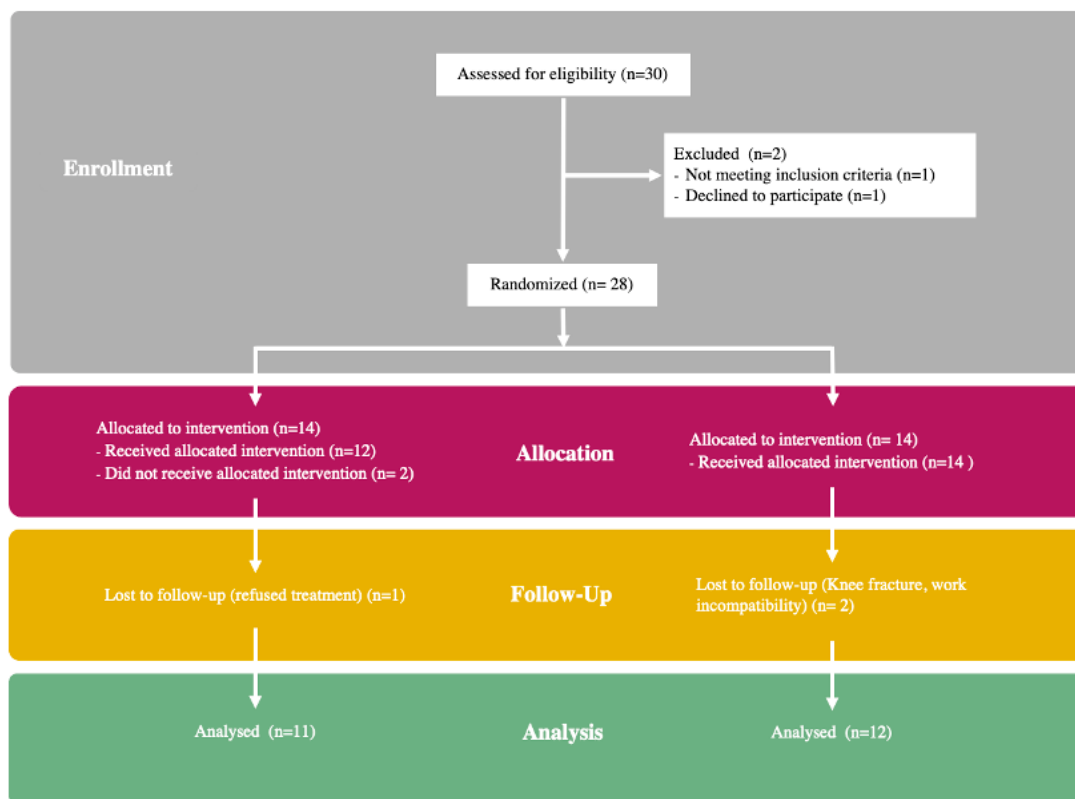 Assessed for eligibility (n=30)
Enrollment
Excluded  (n=2)
- Not meeting inclusion criteria (n=1)
- Declined to participate (n=1)
Randomized (n= 28)
Allocated to intervention (n=14)
- Received allocated intervention (n=12)
- Did not receive allocated intervention (n= 2)
Allocation
Allocated to intervention (n= 14)
- Received allocated intervention (n=14 )
Lost to follow-up (refused treatment) (n=1)
Follow-Up
Lost to follow-up (Knee fracture, work
incompatibility) (n= 2)
Analysed  (n=11)
Analysis
Analysed  (n=12)